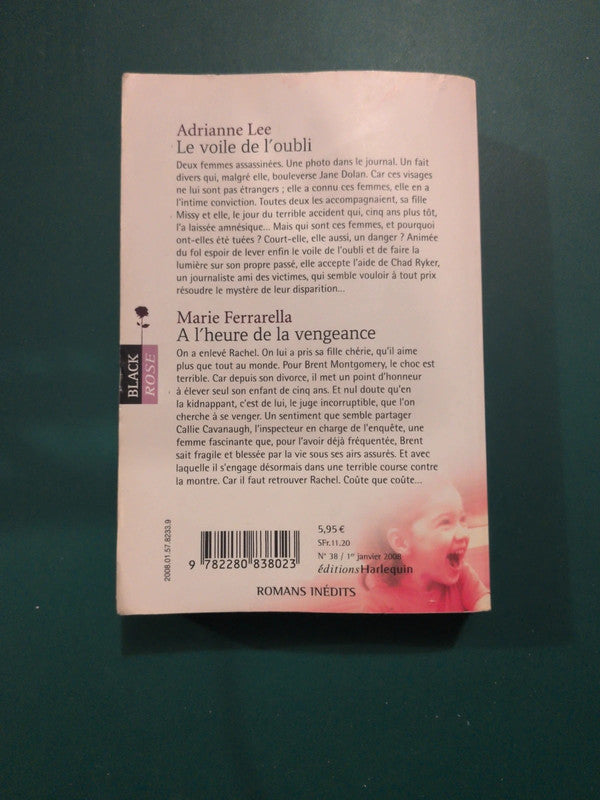 Adrianne Lee
Le voile de l'oubli
Deux femmes assassinées. Une photo dans le journal. Un fait
divers qui, malgré elle, bouleverse Jane Dolan. Car ces visages
ne lui sont pas étrangers ; elle a connu ces femmes, elle en a
l'intime conviction. Toutes deux les accompagnaient, sa fille
Missy et elle, le jour du terrible accident qui, cinq ans plus tôt,
l'a laissée amnésique... Mais qui sont ces femmes, et pourquoi
ont-elles été tuées ? Court-elle, elle aussi, un danger ? Animée
du fol espoir de lever enfin le voile de l'oubli et de faire la
lumière sur son propre passé, elle accepte l'aide de Chad Ryker,
un journaliste ami des victimes, qui semble vouloir à tout prix
résoudre le mystère de leur disparition...
Marie Ferrarella
A l'heure de la vengeance
On a enlevé Rachel. On lui a pris sa fille chérie, qu'il aime
plus que tout au monde. Pour Brent Montgomery, le choc est
terrible. Car depuis son divorce, il met un point d'honneur
à élever seul son enfant de cinq ans. Et nul doute qu'en
la kidnappant, c'est de lui, le juge incorruptible, que l'on
cherche à se venger. Un sentiment que semble partager
Callie Cavanaugh, l'inspecteur en charge de l'enquête, une
femme fascinante que, pour l'avoir déjà fréquentée, Brent
sait fragile et blessée par la vie sous ses airs assurés. Et avec
laquelle il s'engage désormais dans une terrible course contre
la montre. Car il faut retrouver Rachel. Coûte que coûte...
BLACK
ROSE
2008.01.57.8233.9
9 782280 838023
5,95 €
SFr.11.20
N° 38 / 1er janvier 2008
éditionsHarlequin
ROMANS INÉDITS